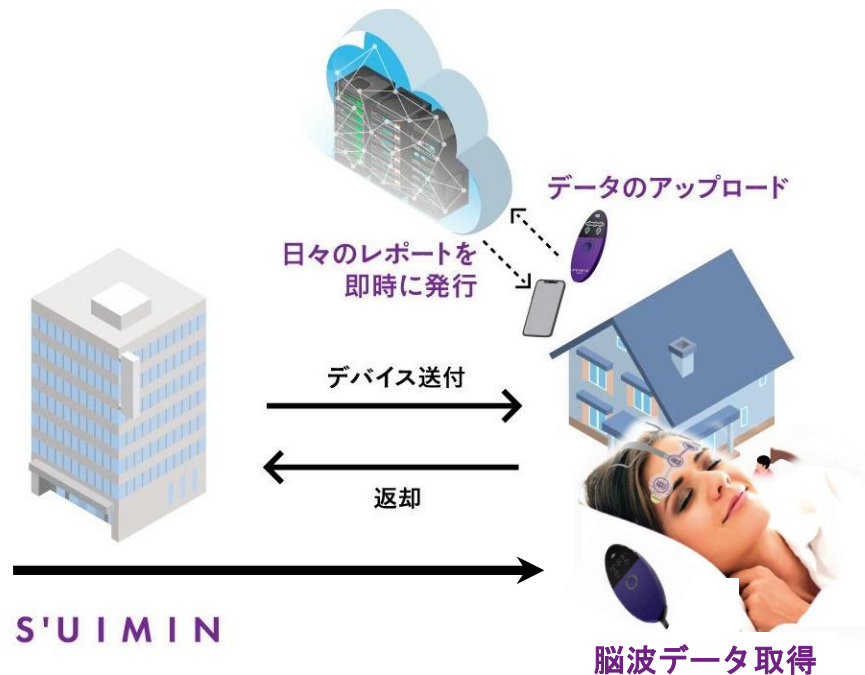 データのアップロード
日々のレポートを
即時に発行
S'UIMIN
デバイス送付
返却
S'UIMIN
脳波データ取得